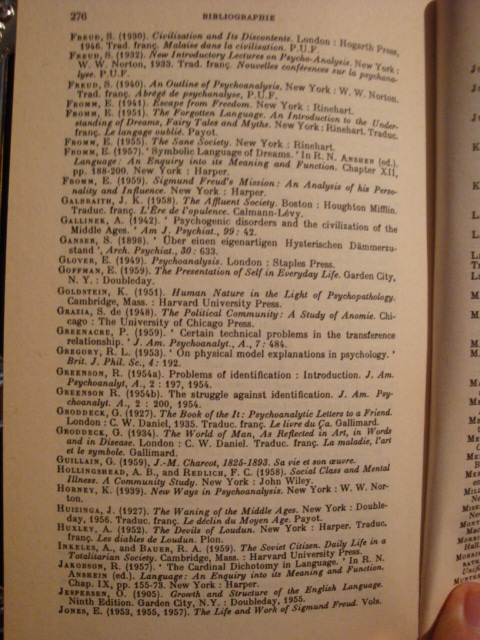 276 BIBLIOGRAPHIE
FREUD, S. (1930). Civilisation and Its Discontents. London : Hogarth Press,
1946. Trad. franç. Malaise dans la civilisation. P.U.F.
FREUD, S. (1932). New Introductory Lectures on Psycho-Analysis. New York :
W. W. Norton, 1933. Trad. franç. Nouvelles conférences sur la psychana-
lyse. P.U.F.
FREUD, S. (1940). An Outline of Psychoanalysis. New York : W. W. Norton.
Trad. franç. Abrégé de psychanalyse, P.U.F.
FROMM, E. (1941). Escape from Freedom. New York : Rinehart.
FROMM, E. (1951). The Forgotten Language. An Introduction to the Under-
standing of Dreams, Fairy Tales and Myths. New York : Rinehart. Traduc.
franç. Le langage oublié. Payot.
FROMM, E. (1955). The Sane Society. New York : Rinehart.
FROMM, E. (1957). ' Symbolic Language of Dreams. ' In R. N. ANSHEN (ed.).
Language : An Enquiry into its Meaning and Function. Chapter XII,
pp. 188-200. New York : Harper.
FROMM, E. (1959). Sigmund Freud's Mission : An Analysis of his Perso-
nality and Influence. New York : Harper.
GALBRAITH, J. K. (1958). The Affluent Society. Boston : Houghton Mifflin.
Traduc. franç. L'Ère de l'opulence. Calmann-Lévy.
GALLINEK, A. (1942). ' Psychogenic disorders and the civilization of the
Middle Ages. ' Am J. Psychiat., 99 : 42.
GANSER, S. (1898). ' Über einen eigenartigen Hysterischen Dämmerzu-
stand ', Arch. Psychiat., 30 : 633.
GLOVER, E. (1949). Psychoanalysis. London : Staples Press.
GOFFMAN, E. (1959). The Presentation of Self in Everyday Life. Garden City,
N. Y. : Doubleday.
GOLDSTEIN, K. (1951). Human Nature in the Light of Psychopathology.
Cambridge, Mass. : Harvard University Press.
GRAZIA, S. de (1948). The Political Community : A Study of Anomie. Chi-
cago : The University of Chicago Press.
GREENACRE, P. (1959). ' Certain technical problems in the transference
relationship. ' J. Am. Psychoanalyt., A., 7 : 484.
GREGORY, R. L. (1953). ' On physical model explanations in psychology. '
Brit. J. Phil. Sc., 4 : 192.
GREENSON, R. (1954a). Problems of identification : Introduction. J. Am.
Psychoanalyt, A., 2 : 197, 1954.
GREENSON R. (1954b). The struggle against identification. J. Am. Psy-
choanalyt. A., 2 : 200, 1954.
GRODDECK, G. (1927). The Book of the It : Psychoanalytic Letters to a Friend.
London : C. W. Daniel, 1935. Traduc. franç. Le livre du Ça. Gallimard.
GRODDECK, G. (1934). The World of Man, As Reflected in Art, in Words
and in Disease. London : C. W. Daniel. Traduc. franç. La maladie, l'art
et le symbole. Gallimard.
GUILLAIN, G. (1959), J.-M. Charcot, 1825-1893. Sa vie et son œuvre.
HOLLINGSHEAD, A. B., and REDLICH, F. C. (1958). Social Class and Mental
Illness. A Community Study. New York : John Wiley.
HORNEY, K. (1939). New Ways in Psychoanalysis. New York : W. W. Nor-
ton.
HUIZINGA, J. (1927). The Waning of the Middle Ages. New York : Double-
day, 1956. Traduc. franç. Le déclin du Moyen Age. Payot.
HUXLEY, A. (1952). The Devils of Loudun. New York : Harper. Traduc.
franç. Les diables de Loudun. Plon.
INKELES, A., and BAUER, R. A. (1959). The Soviet Citizen. Daily Life in a
Totalitarian Society. Cambridge, Mass. : Harvard University Press.
JAKOBSON, R. (1957). ' The Cardinal Dichotomy in Language. ' In R. N.
ANSHEIN (ed.). Language : An Enquiry into its Meaning and Function.
Chap. IX, pp. 155-73. New York : Harper.
JESPERSEN, O. (1905). Growth and Structure of the English Language.
Ninth Edition. Garden City, N.Y. : Doubleday, 1955.
JONES, E. (1953, 1955, 1957). The Life and Work of Sigmund Freud. Vols.